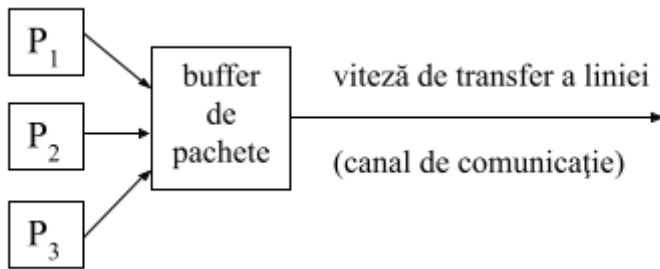 P1
P2
P3
buffer
de
pachete
viteză de transfer a liniei
(canal de comunicaţie)